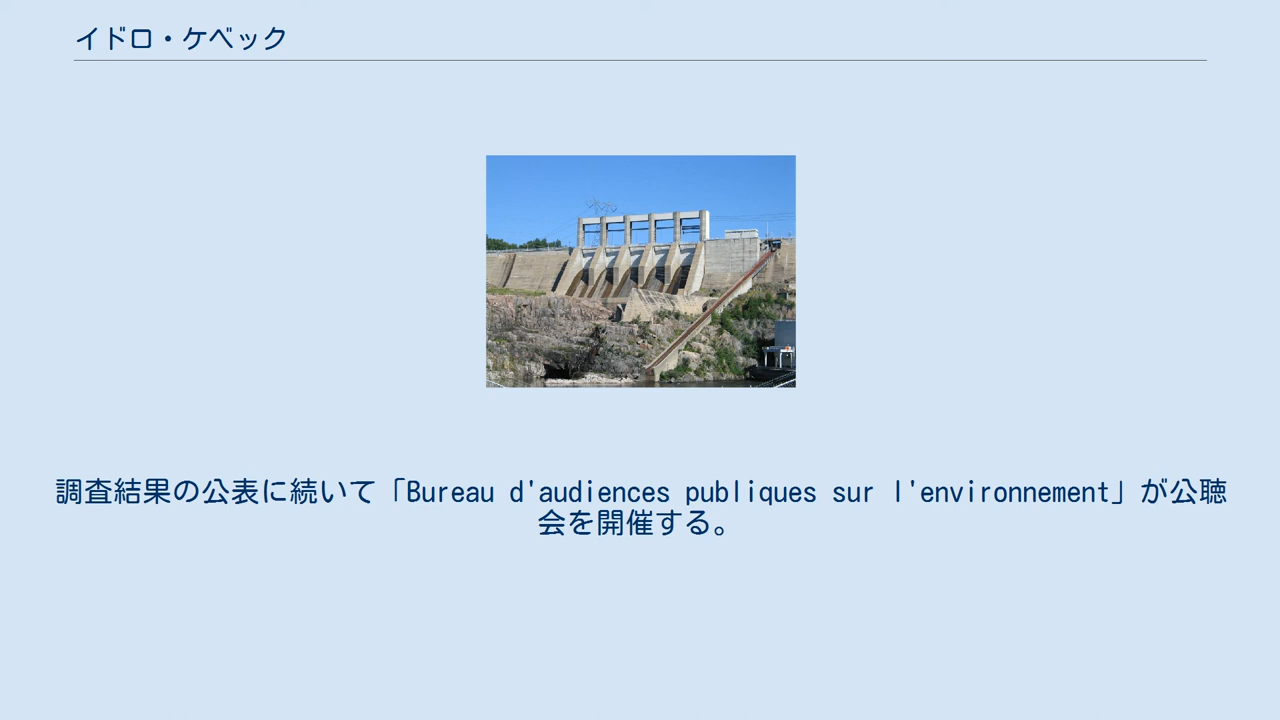 イドロ・ケベック
調査結果の公表に続いて「Bureau d'audiences publiques sur l'environnement」が公聴
会を開催する。